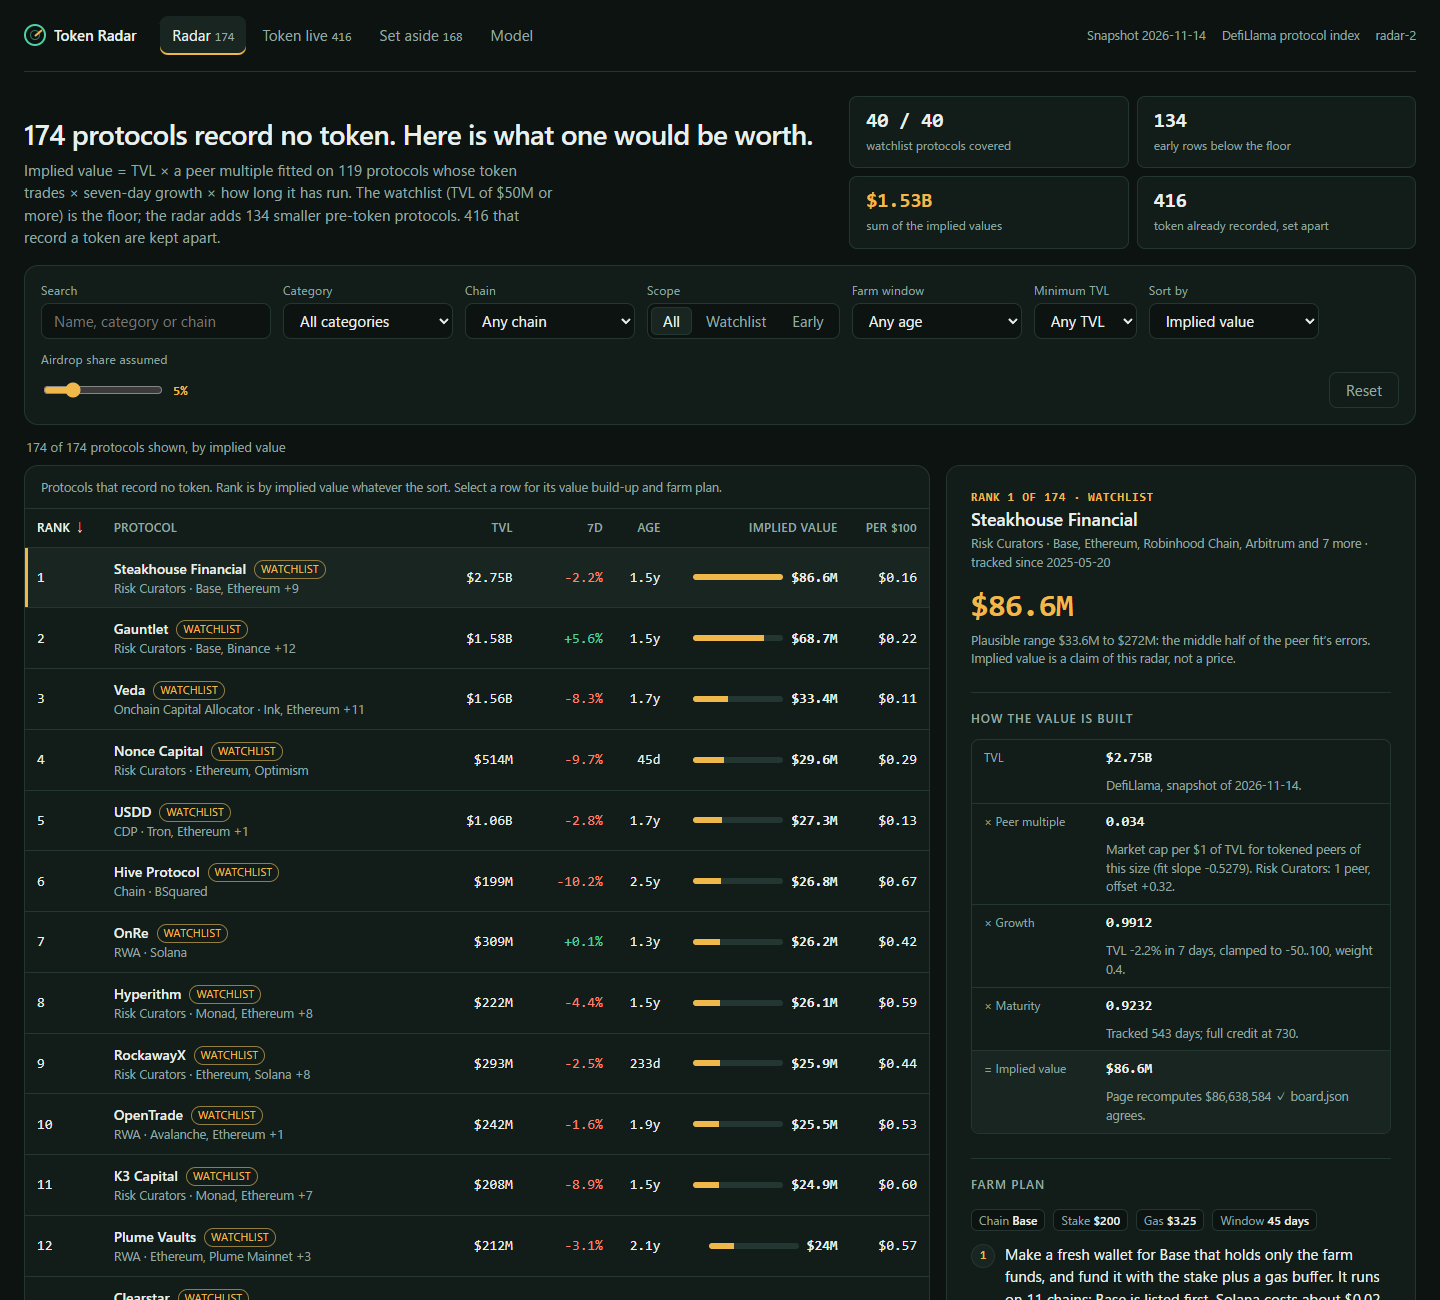 Token Radar
Radar 174
Token live 416
Set aside 168
Model
Snapshot 2026-11-14
DefiLlama protocol index
radar-2
174 protocols record no token. Here is what one would be worth.
Implied value = TVL × a peer multiple fitted on 119 protocols whose token
trades × seven-day growth × how long it has run. The watchlist (TVL of $50M or
more) is the floor; the radar adds 134 smaller pre-token protocols. 416 that
record a token are kept apart.
40 / 40
watchlist protocols covered
134
early rows below the floor
$1.53B
sum of the implied values
416
token already recorded, set apart
Search
Name, category or chain
Category
All categories
Chain
Any chain
Scope
All Watchlist Early
Farm window
Any age
Minimum TVL
Any TVL
Sort by
Implied value
Airdrop share assumed
5%
Reset
174 of 174 protocols shown, by implied value
Protocols that record no token. Rank is by implied value whatever the sort. Select a row for its value build-up and farm plan.
RANK ↓ PROTOCOL TVL 7D AGE IMPLIED VALUE PER $100
1 Steakhouse Financial WATCHLIST $2.75B -2.2% 1.5y $86.6M $0.16
Risk Curators · Base, Ethereum +9
2 Gauntlet WATCHLIST $1.58B +5.6% 1.5y $68.7M $0.22
Risk Curators · Base, Binance +12
3 Veda WATCHLIST $1.56B -8.3% 1.7y $33.4M $0.11
Onchain Capital Allocator · Ink, Ethereum +11
4 Nonce Capital WATCHLIST $514M -9.7% 45d $29.6M $0.29
Risk Curators · Ethereum, Optimism
5 USDD WATCHLIST $1.06B -2.8% 1.7y $27.3M $0.13
CDP · Tron, Ethereum +1
6 Hive Protocol WATCHLIST $199M -10.2% 2.5y $26.8M $0.67
Chain · BSquared
7 OnRe WATCHLIST $309M +0.1% 1.3y $26.2M $0.42
RWA · Solana
8 Hyperithm WATCHLIST $222M -4.4% 1.5y $26.1M $0.59
Risk Curators · Monad, Ethereum +8
9 RockawayX WATCHLIST $293M -2.5% 233d $25.9M $0.44
Risk Curators · Ethereum, Solana +8
10 OpenTrade WATCHLIST $242M -1.6% 1.9y $25.5M $0.53
RWA · Avalanche, Ethereum +1
11 K3 Capital WATCHLIST $208M -8.9% 1.5y $24.9M $0.60
Risk Curators · Monad, Ethereum +7
12 Plume Vaults WATCHLIST $212M -3.1% 2.1y $24M $0.57
RWA · Ethereum, Plume Mainnet +3
Clearstar WATCHLIST
RANK 1 OF 174 · WATCHLIST
Steakhouse Financial
Risk Curators · Base, Ethereum, Robinhood Chain, Arbitrum and 7 more ·
tracked since 2025-05-20
$86.6M
Plausible range $33.6M to $272M: the middle half of the peer fit's errors.
Implied value is a claim of this radar, not a price.
HOW THE VALUE IS BUILT
TVL $2.75B
DefiLlama, snapshot of 2026-11-14.
× Peer multiple 0.034
Market cap per $1 of TVL for tokened peers of
this size (fit slope -0.5279). Risk Curators: 1 peer,
offset +0.32.
× Growth 0.9912
TVL -2.2% in 7 days, clamped to -50..100, weight
0.4.
× Maturity 0.9232
Tracked 543 days; full credit at 730.
= Implied value $86.6M
Page recomputes $86,638,584 ✓ board.json
agrees.
FARM PLAN
Chain Base
Stake $200
Gas $3.25
Window 45 days
1 Make a fresh wallet for Base that holds only the farm
funds, and fund it with the stake plus a gas buffer. It runs
on 11 chains; Base is listed first. Solana costs about $0.02